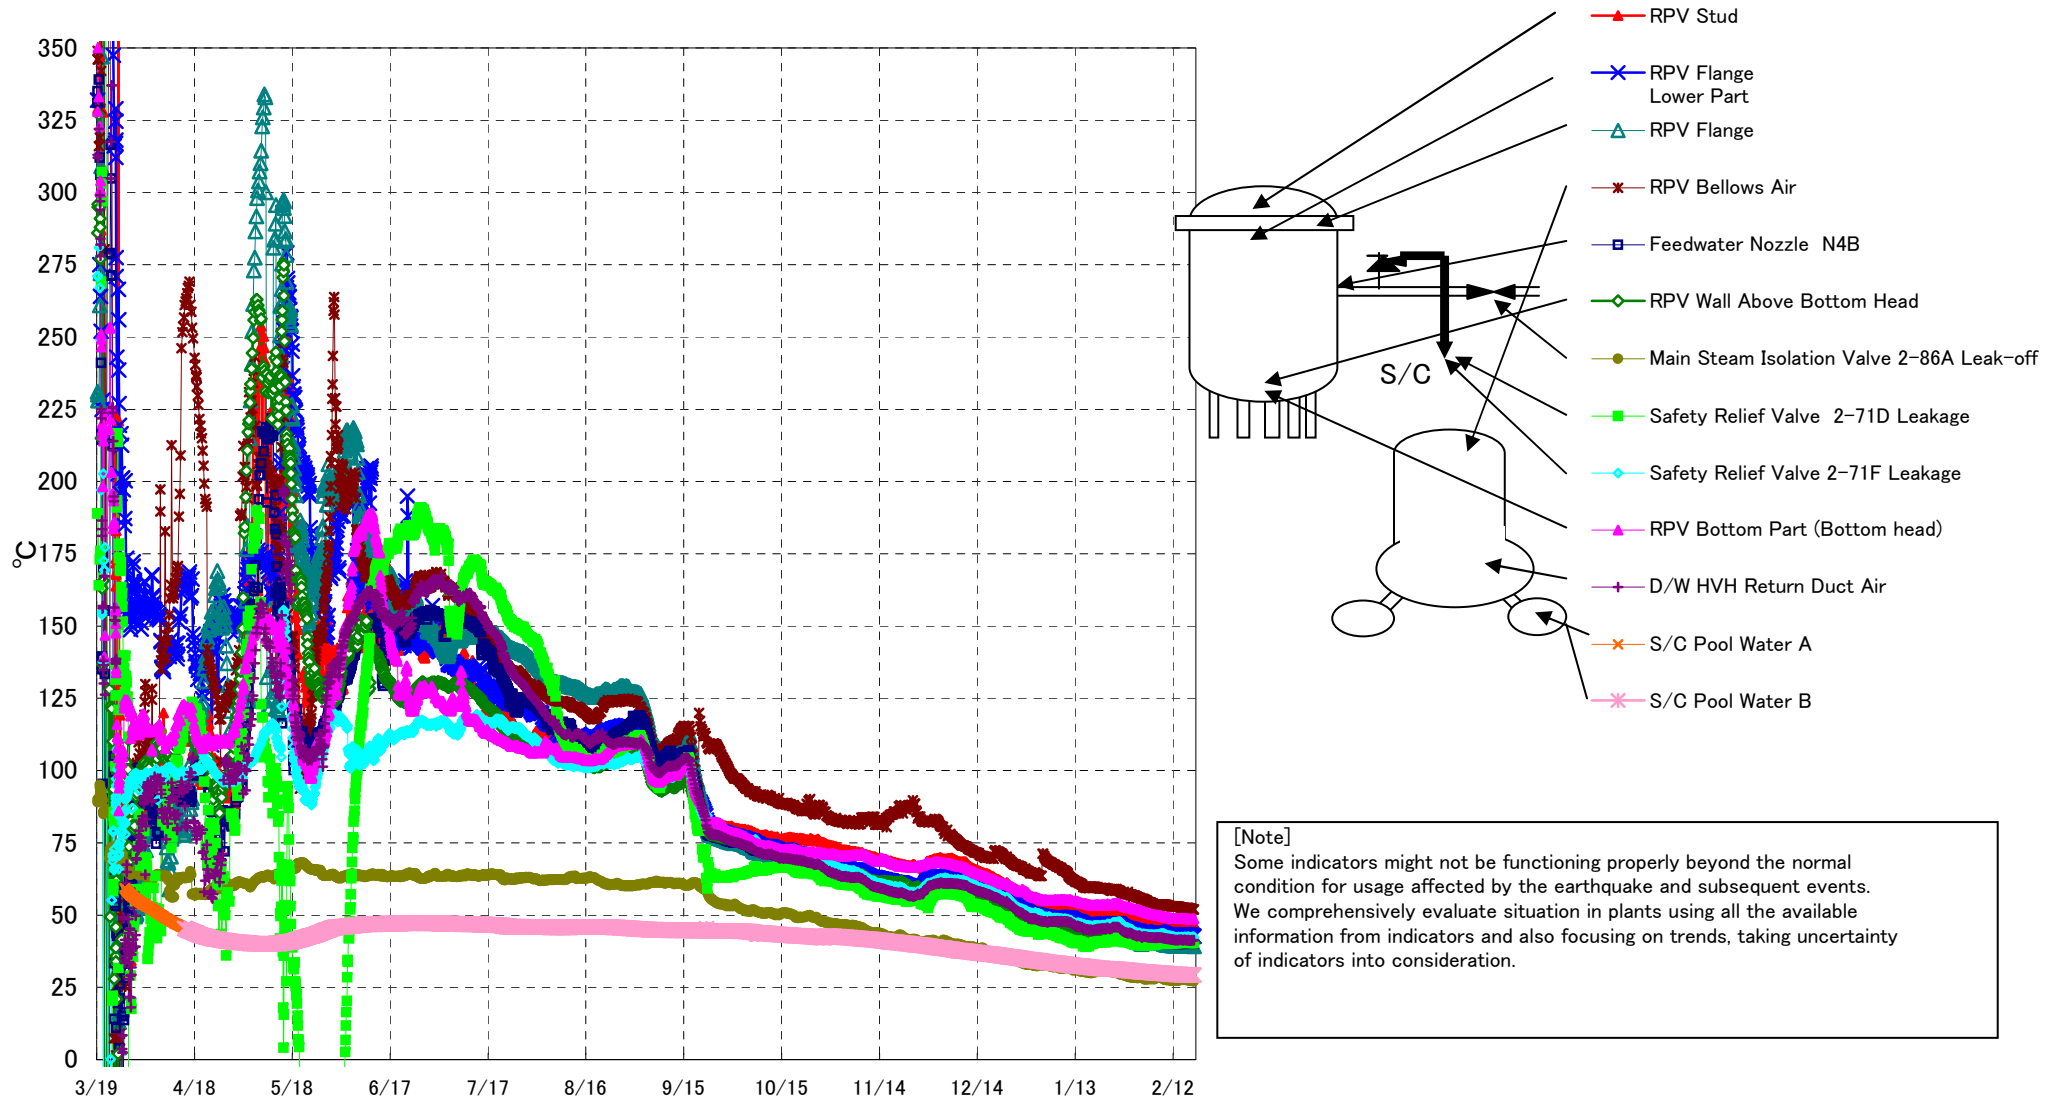 350
325
300
275
250
225
200
175
150
125
100
75
50
25
0
℃
3/19
4/18
5/18
6/17
7/17
8/16
9/15
10/15
11/14
12/14
1/13
2/12
S/C
RPV Stud
RPV Flange
Lower Part
RPV Flange
RPV Bellows Air
Feedwater Nozzle N4B
RPV Wall Above Bottom Head
Main Steam Isolation Valve 2-86A Leak-off
Safety Relief Valve 2-71D Leakage
Safety Relief Valve 2-71F Leakage
RPV Bottom Part (Bottom head)
D/W HVH Return Duct Air
S/C Pool Water A
S/C Pool Water B
[Note]
Some indicators might not be functioning properly beyond the normal
condition for usage affected by the earthquake and subsequent events.
We comprehensively evaluate situation in plants using all the available
information from indicators and also focusing on trends, taking uncertainty
of indicators into consideration.